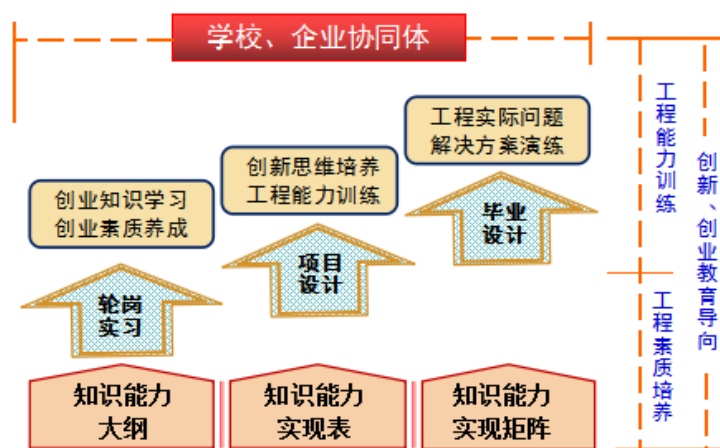 学校、企业协同体
工程实际问题
解决方案演练
创新思维培养
工程能力训练
创业知识学习
创业素质养成
毕业
设计
项目
设计
轮岗
实习
知识能力
大纲
知识能力
实现表
知识能力
实现矩阵
工程能力训练
工程素质培养
创新、创业教育导向